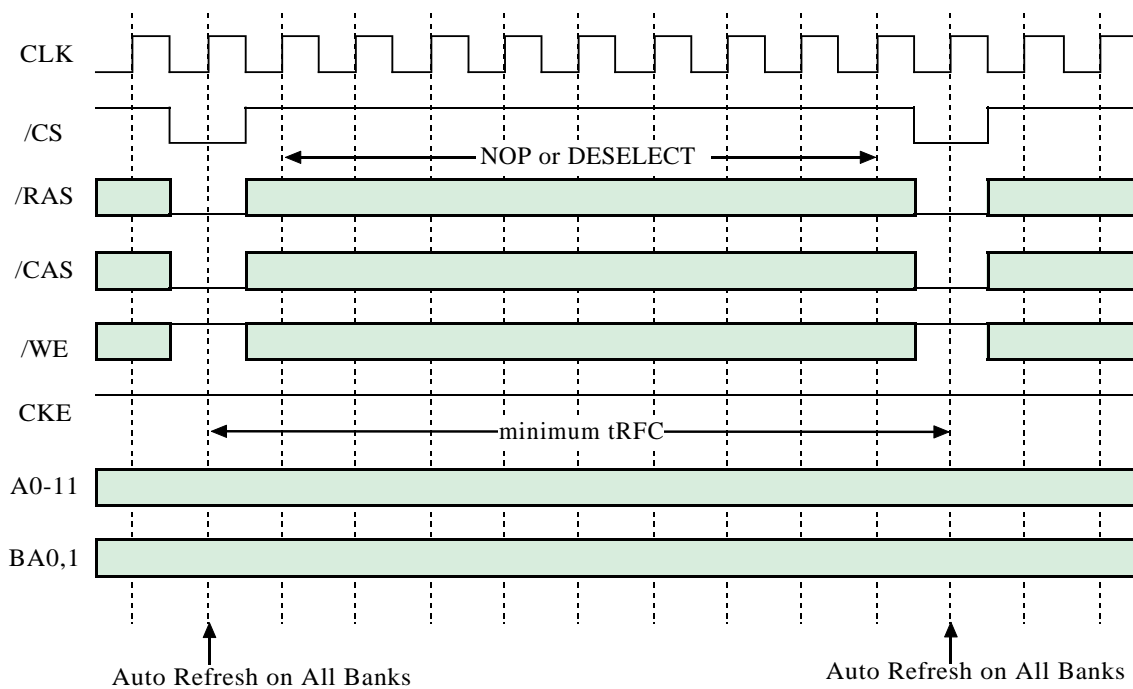 CLK
/CS
NOP or DESELECT
/RAS
/CAS
/WE
CKE
minimum tRFC
A0-11
BA0,1
Auto Refresh on All Banks
Auto Refresh on All Banks